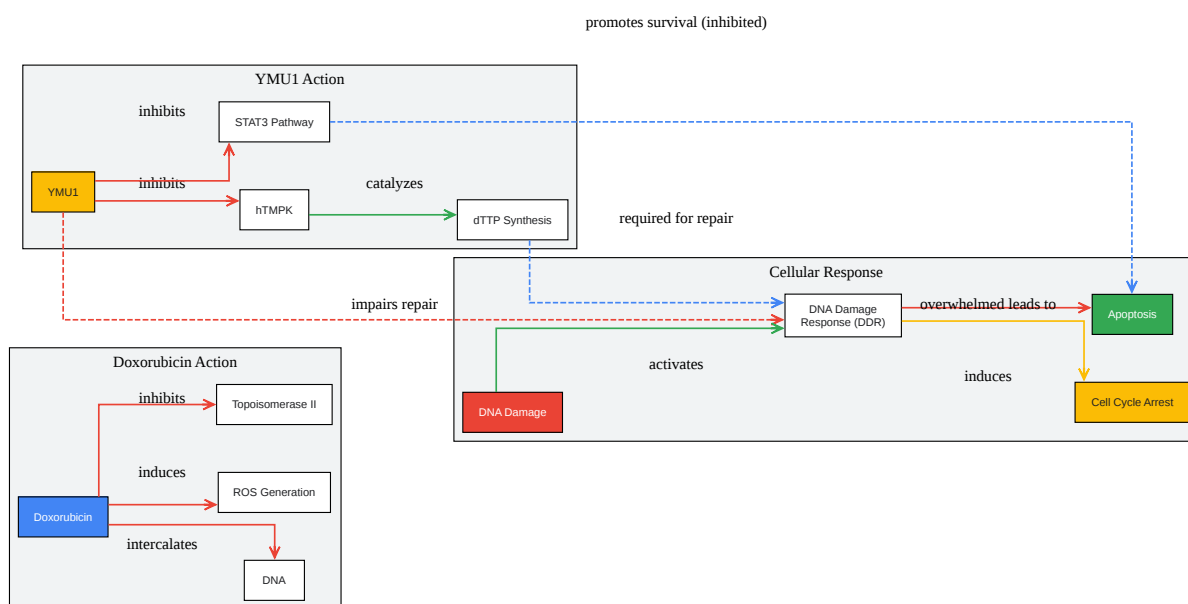 promotes survival (inhibited)
YMU1 Action
inhibits
STAT3 Pathway
YMU1
inhibits
hTMPK
catalyzes
dTTP Synthesis
required for repair
Cellular Response
impairs repair
DNA Damage
Response (DDR)
overwhelmed leads to
Apoptosis
activates
induces
DNA Damage
Cell Cycle Arrest
Doxorubicin Action
inhibits
Topoisomerase II
induces
ROS Generation
Doxorubicin
intercalates
DNA